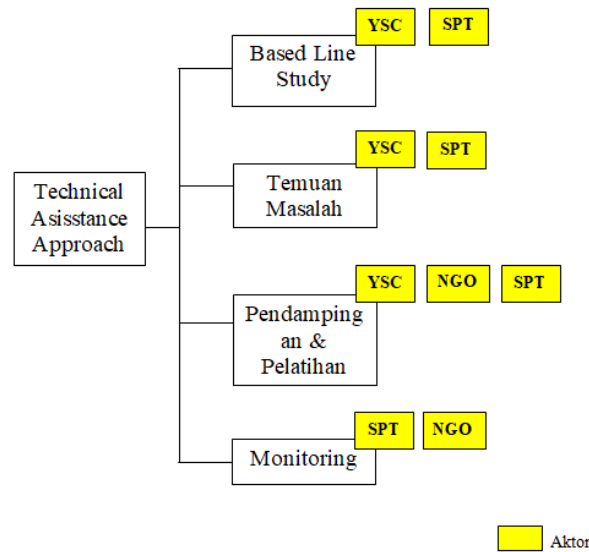 YSC SPT
Based Line
Study
YSC SPT
Temuan
Masalah
Technical
Asisstance
Approach
YSC NGO SPT
Pendamping
an &
Pelatihan
SPT NGO
Monitoring
Aktor